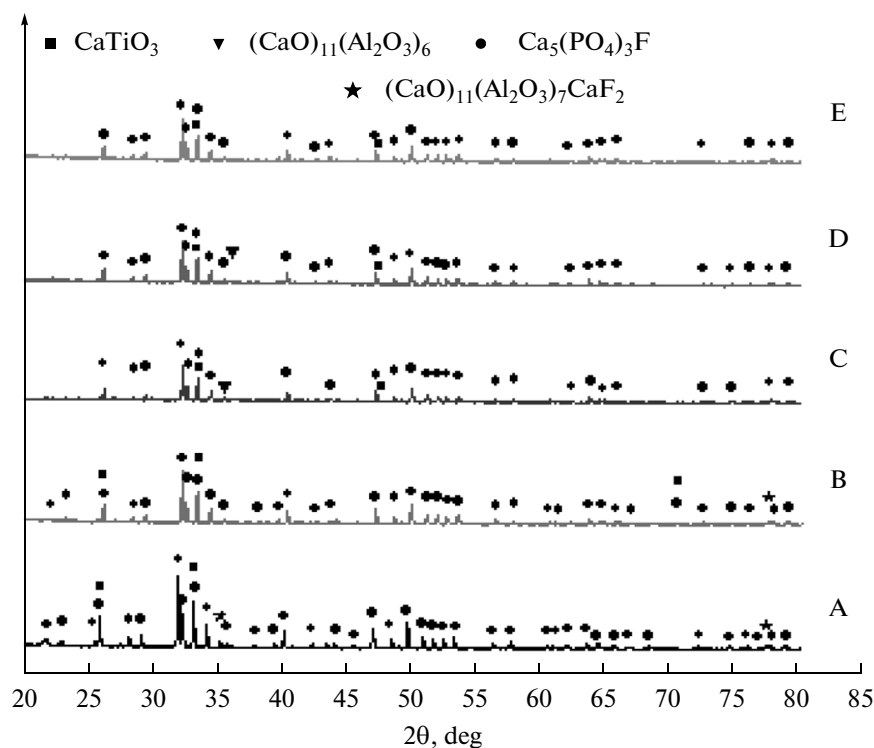 ■ CaTiO₃ ▼ (CaO)₁₁(Al₂O₃)₆ ● Ca₅(PO₄)₃F
★ (CaO)₁₁(Al₂O₃)₇CaF₂
E
D
C
B
A
20 25 30 35 40 45 50 55 60 65 70 75 80 85
2θ, deg